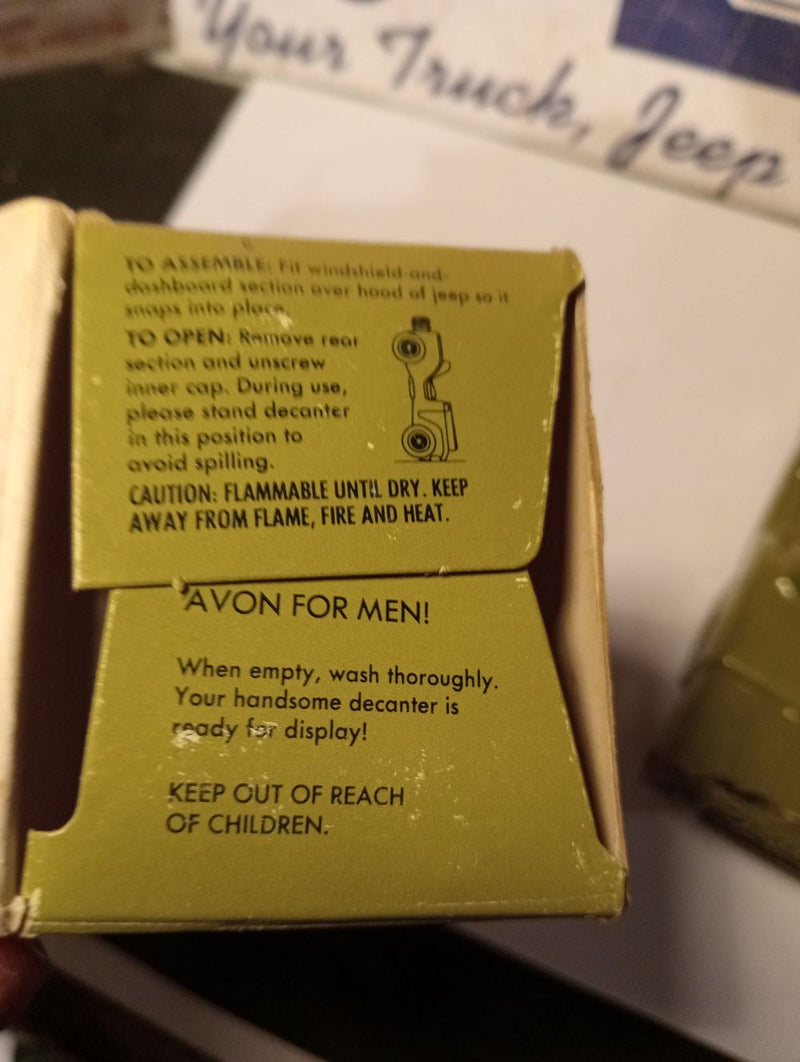 Your Truck, Jeep
TO ASSEMBLE: Fit windshield and
dashboard section over hood of jeep so it
snaps into place.
TO OPEN: Remove rear
section and unscrew
inner cap. During use,
please stand decanter
in this position to
avoid spilling.
CAUTION: FLAMMABLE UNTIL DRY. KEEP
AWAY FROM FLAME, FIRE AND HEAT.
AVON FOR MEN!
When empty, wash thoroughly.
Your handsome decanter is
ready for display!
KEEP OUT OF REACH
OF CHILDREN.